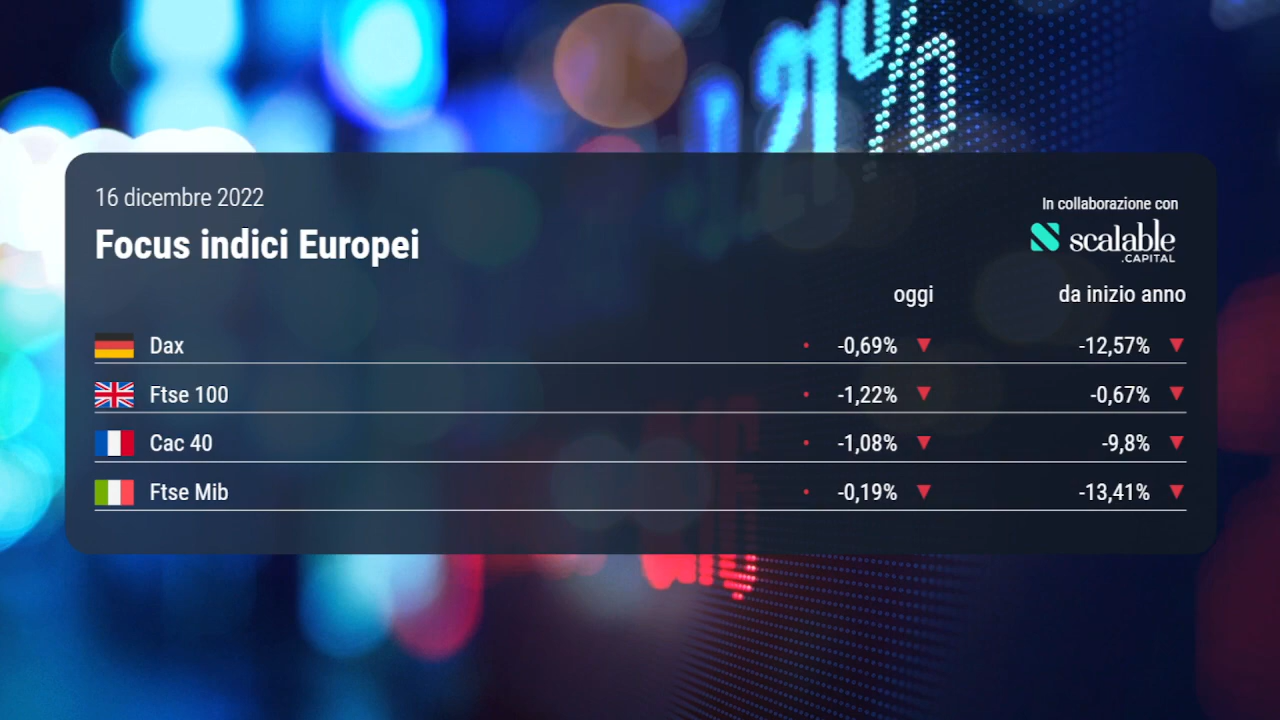 21%
16 dicembre 2022
In collaborazione con
Focus indici Europei
scalable
.CAPITAL
oggi da inizio anno
Dax -0,69% ▼ -12,57% ▼
Ftse 100 -1,22% ▼ -0,67% ▼
Cac 40 -1,08% ▼ -9,8% ▼
Ftse Mib -0,19% ▼ -13,41% ▼